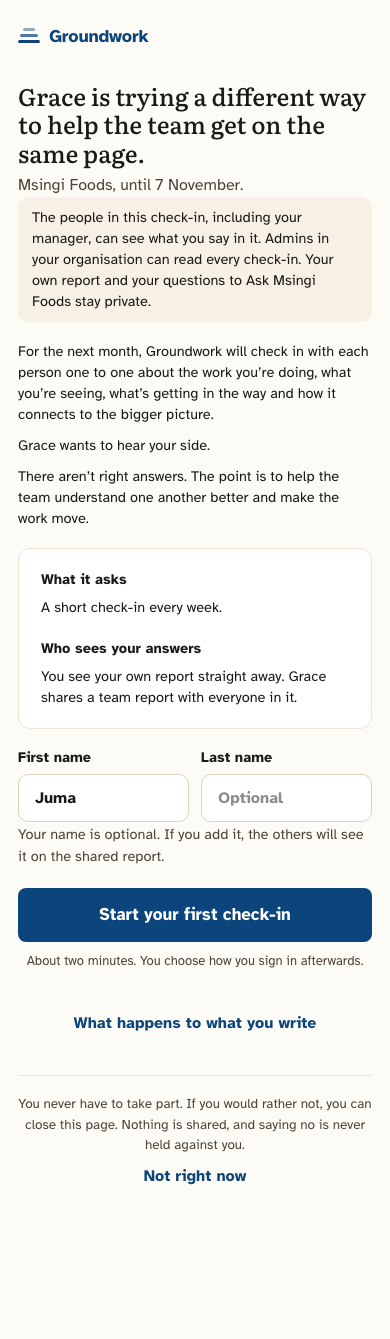 Groundwork
Grace is trying a different way
to help the team get on the
same page.
Msingi Foods, until 7 November.
The people in this check-in, including your
manager, can see what you say in it. Admins in
your organisation can read every check-in. Your
own report and your questions to Ask Msingi
Foods stay private.
For the next month, Groundwork will check in with each
person one to one about the work you’re doing, what
you’re seeing, what’s getting in the way and how it
connects to the bigger picture.
Grace wants to hear your side.
There aren’t right answers. The point is to help the
team understand one another better and make the
work move.
What it asks
A short check-in every week.
Who sees your answers
You see your own report straight away. Grace
shares a team report with everyone in it.
First name Last name
Juma Optional
Your name is optional. If you add it, the others will see
it on the shared report.
Start your first check-in
About two minutes. You choose how you sign in afterwards.
What happens to what you write
You never have to take part. If you would rather not, you can
close this page. Nothing is shared, and saying no is never
held against you.
Not right now